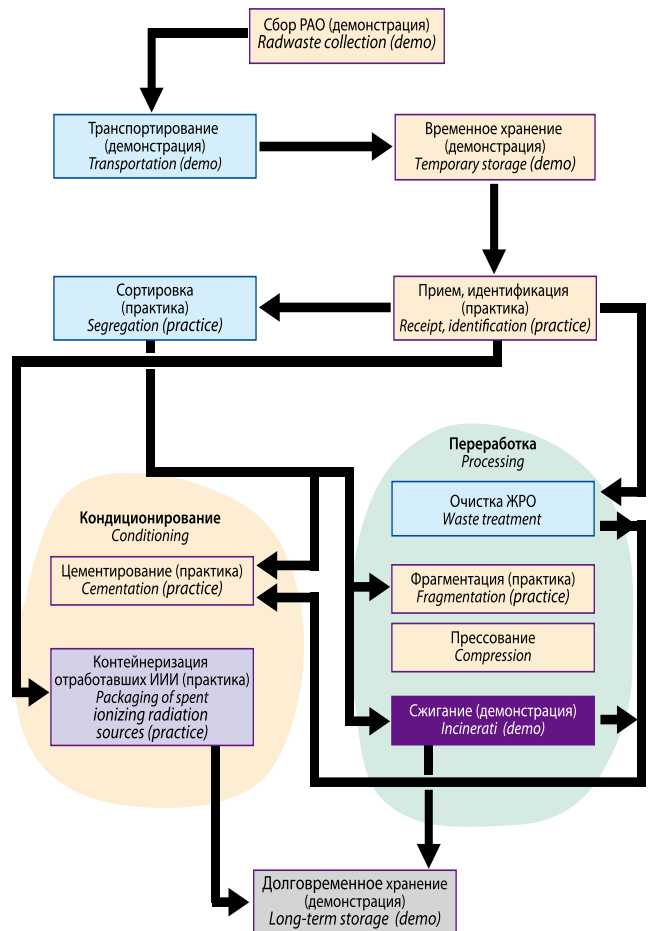 Сбор РАО (демонстрация)
Radwaste collection (demo)
Транспортирование
(демонстрация)
Transportation (demo)
Временное хранение
(демонстрация)
Temporary storage (demo)
Сортировка
(практика)
Segregation (practice)
Прием, идентификация
(практика)
Receipt, identification (practice)
Переработка
Processing
Очистка ЖРО
Waste treatment
Кондиционирование
Conditioning
Цементирование (практика)
Cementation (practice)
Фрагментация (практика)
Fragmentation (practice)
Прессование
Compression
Контейнеризация
отработавших ИИИ (практика)
Packaging of spent
ionizing radiation
sources (practice)
Сжигание (демонстрация)
Incinerati (demo)
Долговременное хранение
(демонстрация)
Long-term storage (demo)